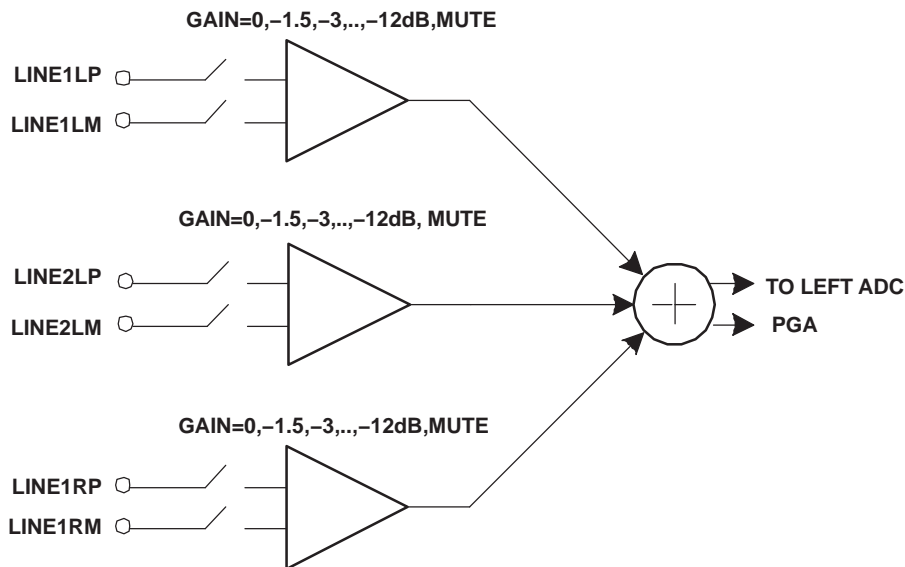 GAIN=0,−1.5,−3,..,−12dB,MUTE
LINE1LP
LINE1LM
GAIN=0,−1.5,−3,..,−12dB, MUTE
LINE2LP
LINE2LM
TO LEFT ADC
PGA
GAIN=0,−1.5,−3,..,−12dB,MUTE
LINE1RP
LINE1RM